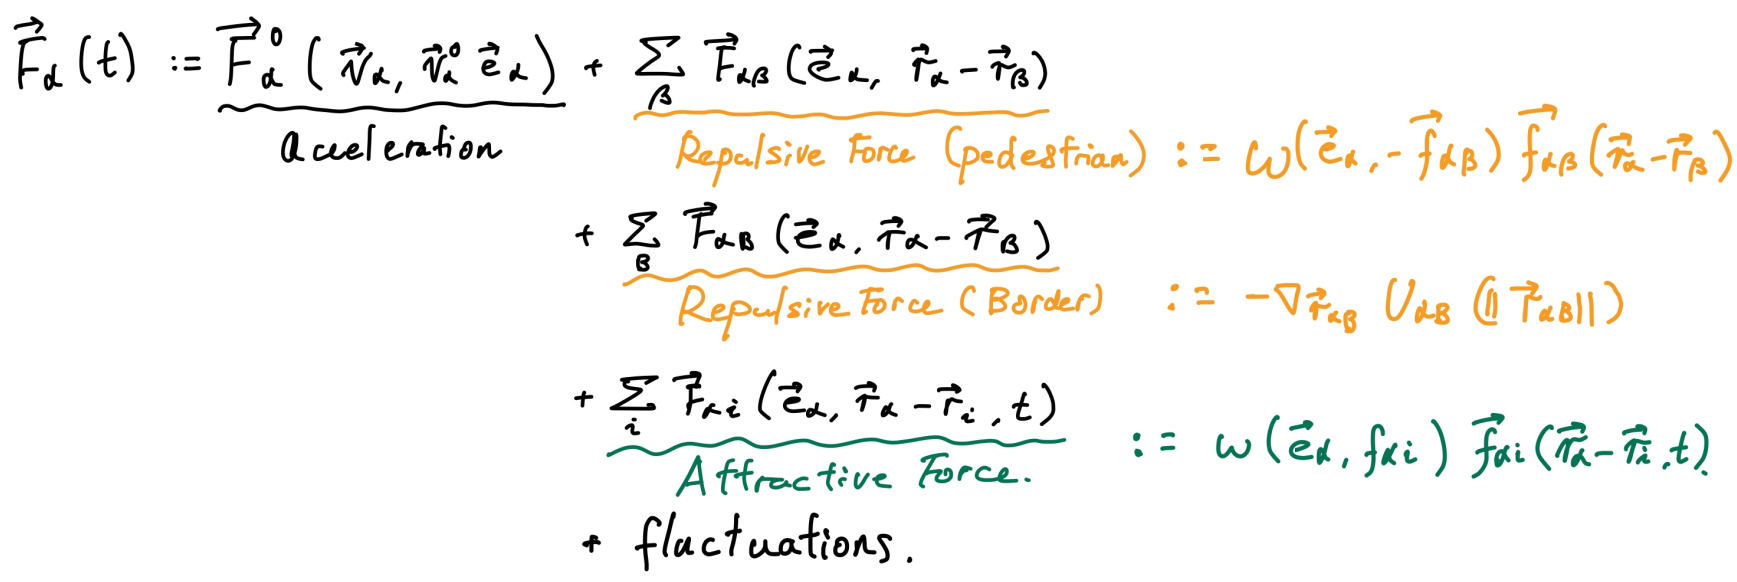 $\vec{F}_\alpha(t) := \vec{F}_\alpha^0(\vec{v}_\alpha, \vec{v}_\alpha^0 \vec{e}_\alpha) + \sum_\beta \vec{F}_{\alpha\beta}(\vec{e}_\alpha, \vec{r}_\alpha - \vec{r}_\beta)$
acceleration Repulsive Force (pedestrian) $:= \omega(\vec{e}_\alpha, -\vec{f}_{\alpha\beta}) \vec{f}_{\alpha\beta}(\vec{r}_\alpha - \vec{r}_\beta)$
$+ \sum_B \vec{F}_{\alpha B}(\vec{e}_\alpha, \vec{r}_\alpha - \vec{r}_B)$
Repulsive Force (Border) $:= -\nabla_{\vec{r}_{\alpha B}} U_{\alpha B}(\|\vec{r}_{\alpha B}\|)$
$+ \sum_i \vec{F}_{\alpha i}(\vec{e}_\alpha, \vec{r}_\alpha - \vec{r}_i, t)$
Attractive Force. $:= \omega(\vec{e}_\alpha, f_{\alpha i}) \vec{f}_{\alpha i}(\vec{r}_\alpha - \vec{r}_i, t).$
+ fluctuations.